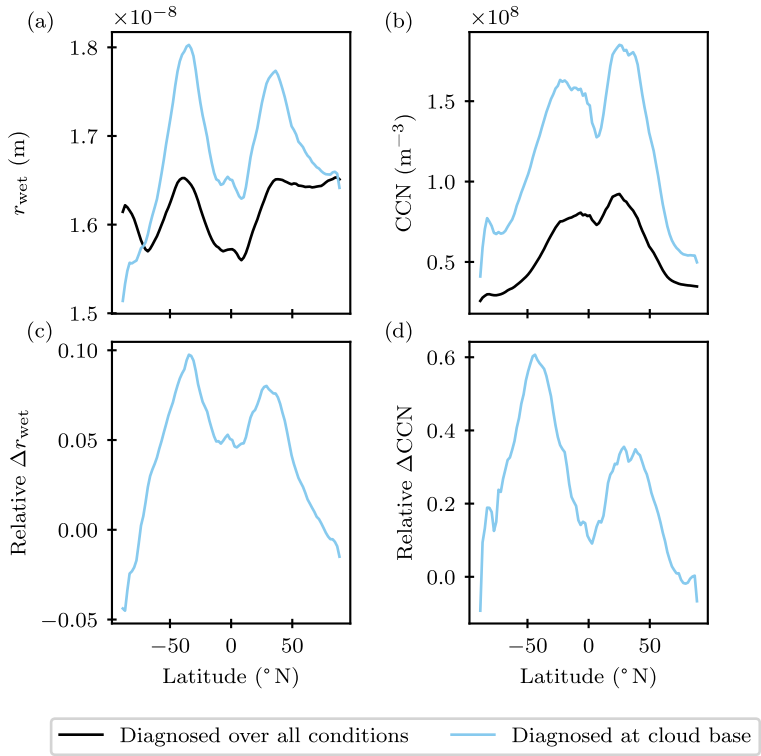 (a)
×10⁻⁸
1.8
1.7
1.6
1.5
r_wet (m)
(b)
×10⁸
1.5
1.0
0.5
CCN (m⁻³)
(c)
0.10
0.05
0.00
−0.05
Relative Δr_wet
−50 0 50
Latitude (°N)
(d)
0.6
0.4
0.2
0.0
Relative ΔCCN
−50 0 50
Latitude (°N)
Diagnosed over all conditions Diagnosed at cloud base